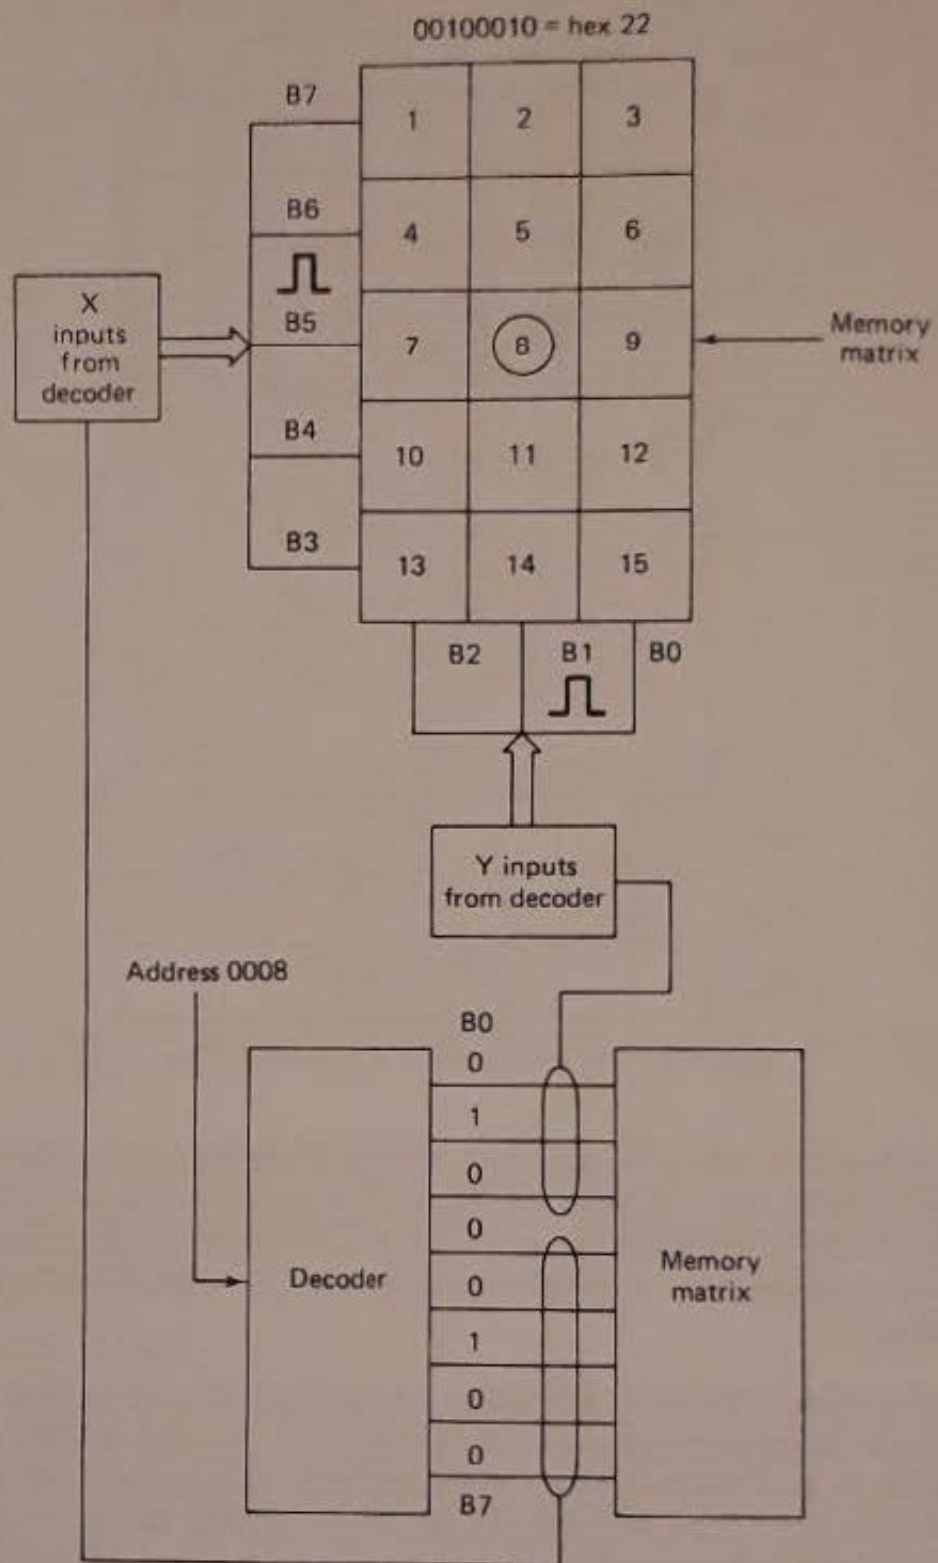 00100010 = hex 22
B7
1 2 3
B6
4 5 6
X
inputs
from
decoder
B5
7 8 9
Memory
matrix
B4
10 11 12
B3
13 14 15
B2 B1 B0
Y inputs
from decoder
Address 0008
B0
0
1
0
0
Decoder
0
Memory
matrix
1
0
0
B7